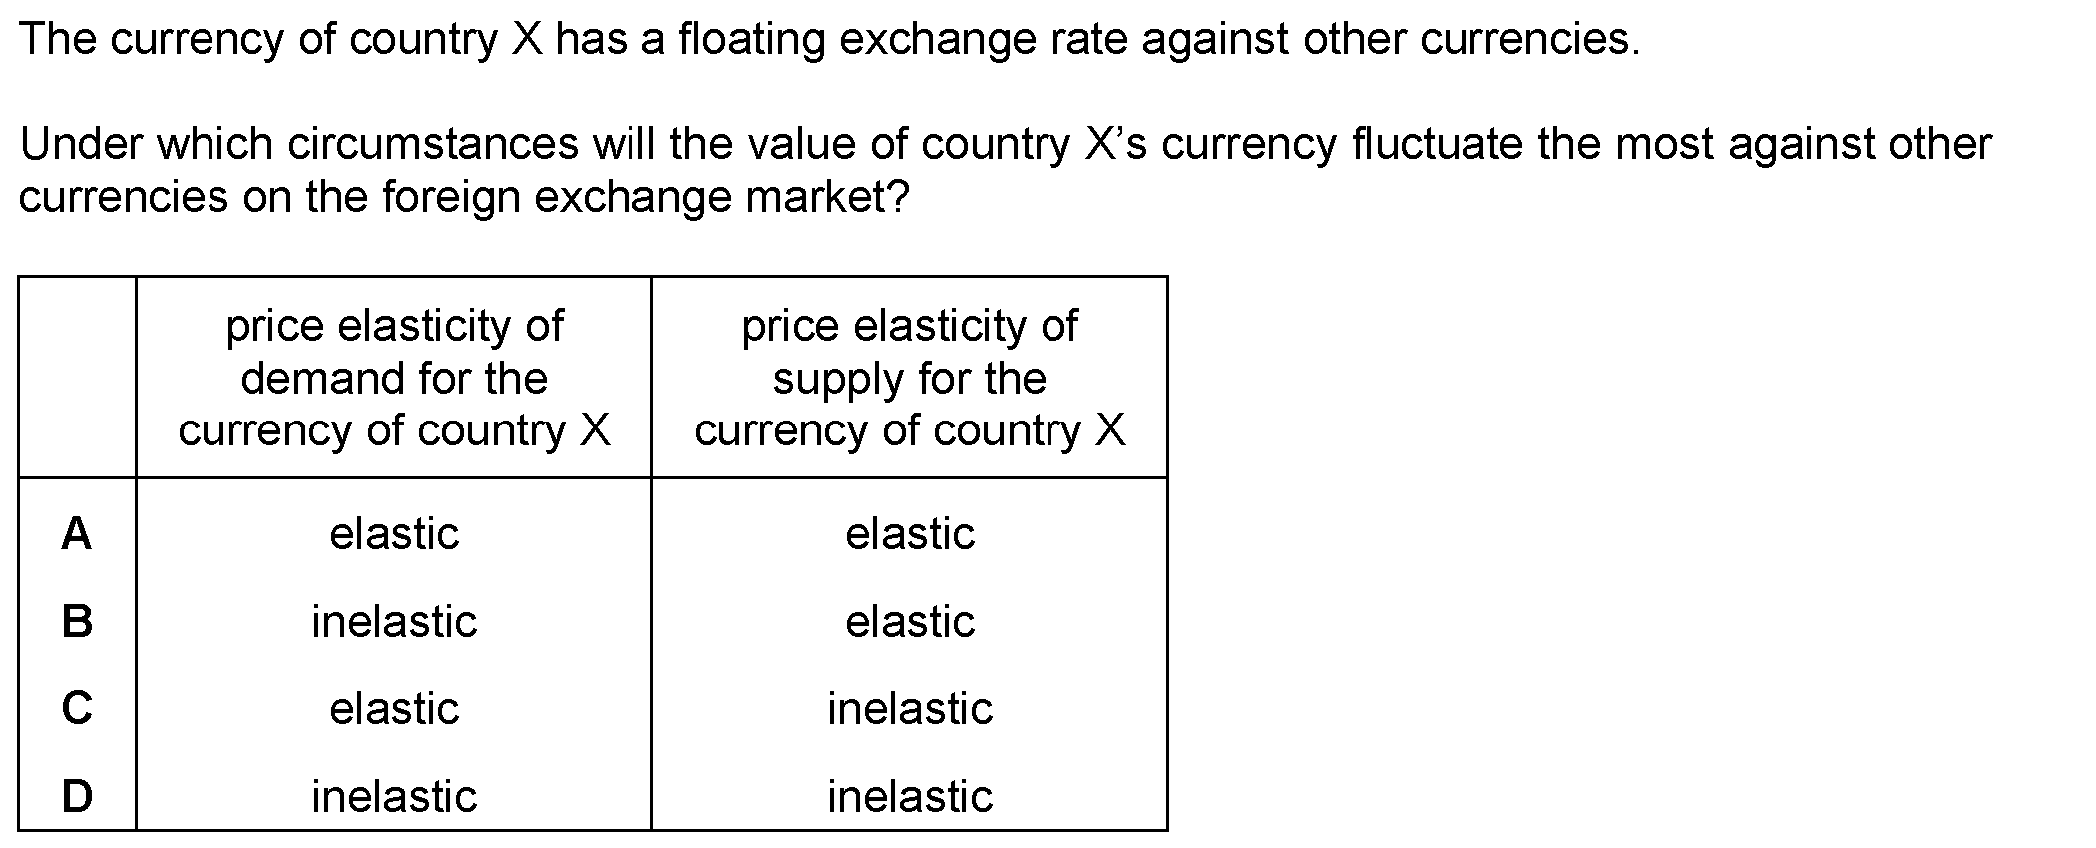 The currency of country X has a floating exchange rate against other currencies.
Under which circumstances will the value of country X’s currency fluctuate the most against other
currencies on the foreign exchange market?
price elasticity of demand for the currency of country X
price elasticity of supply for the currency of country X
A elastic elastic
B inelastic elastic
C elastic inelastic
D inelastic inelastic